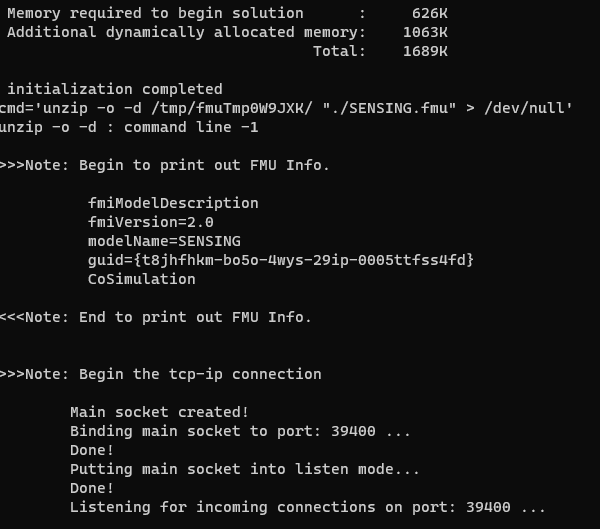 Memory required to begin solution      :     626K
Additional dynamically allocated memory:    1063K
Total:    1689K
initialization completed
cmd='unzip -o -d /tmp/fmuTmp0W9JXK/ "./SENSING.fmu" > /dev/null'
unzip -o -d : command line -1
>>>Note: Begin to print out FMU Info.
fmiModelDescription
fmiVersion=2.0
modelName=SENSING
guid={t8jhfhkm-bo5o-4wys-29ip-0005ttfss4fd}
CoSimulation
<<<Note: End to print out FMU Info.
>>>Note: Begin the tcp-ip connection
Main socket created!
Binding main socket to port: 39400 ...
Done!
Putting main socket into listen mode...
Done!
Listening for incoming connections on port: 39400 ...